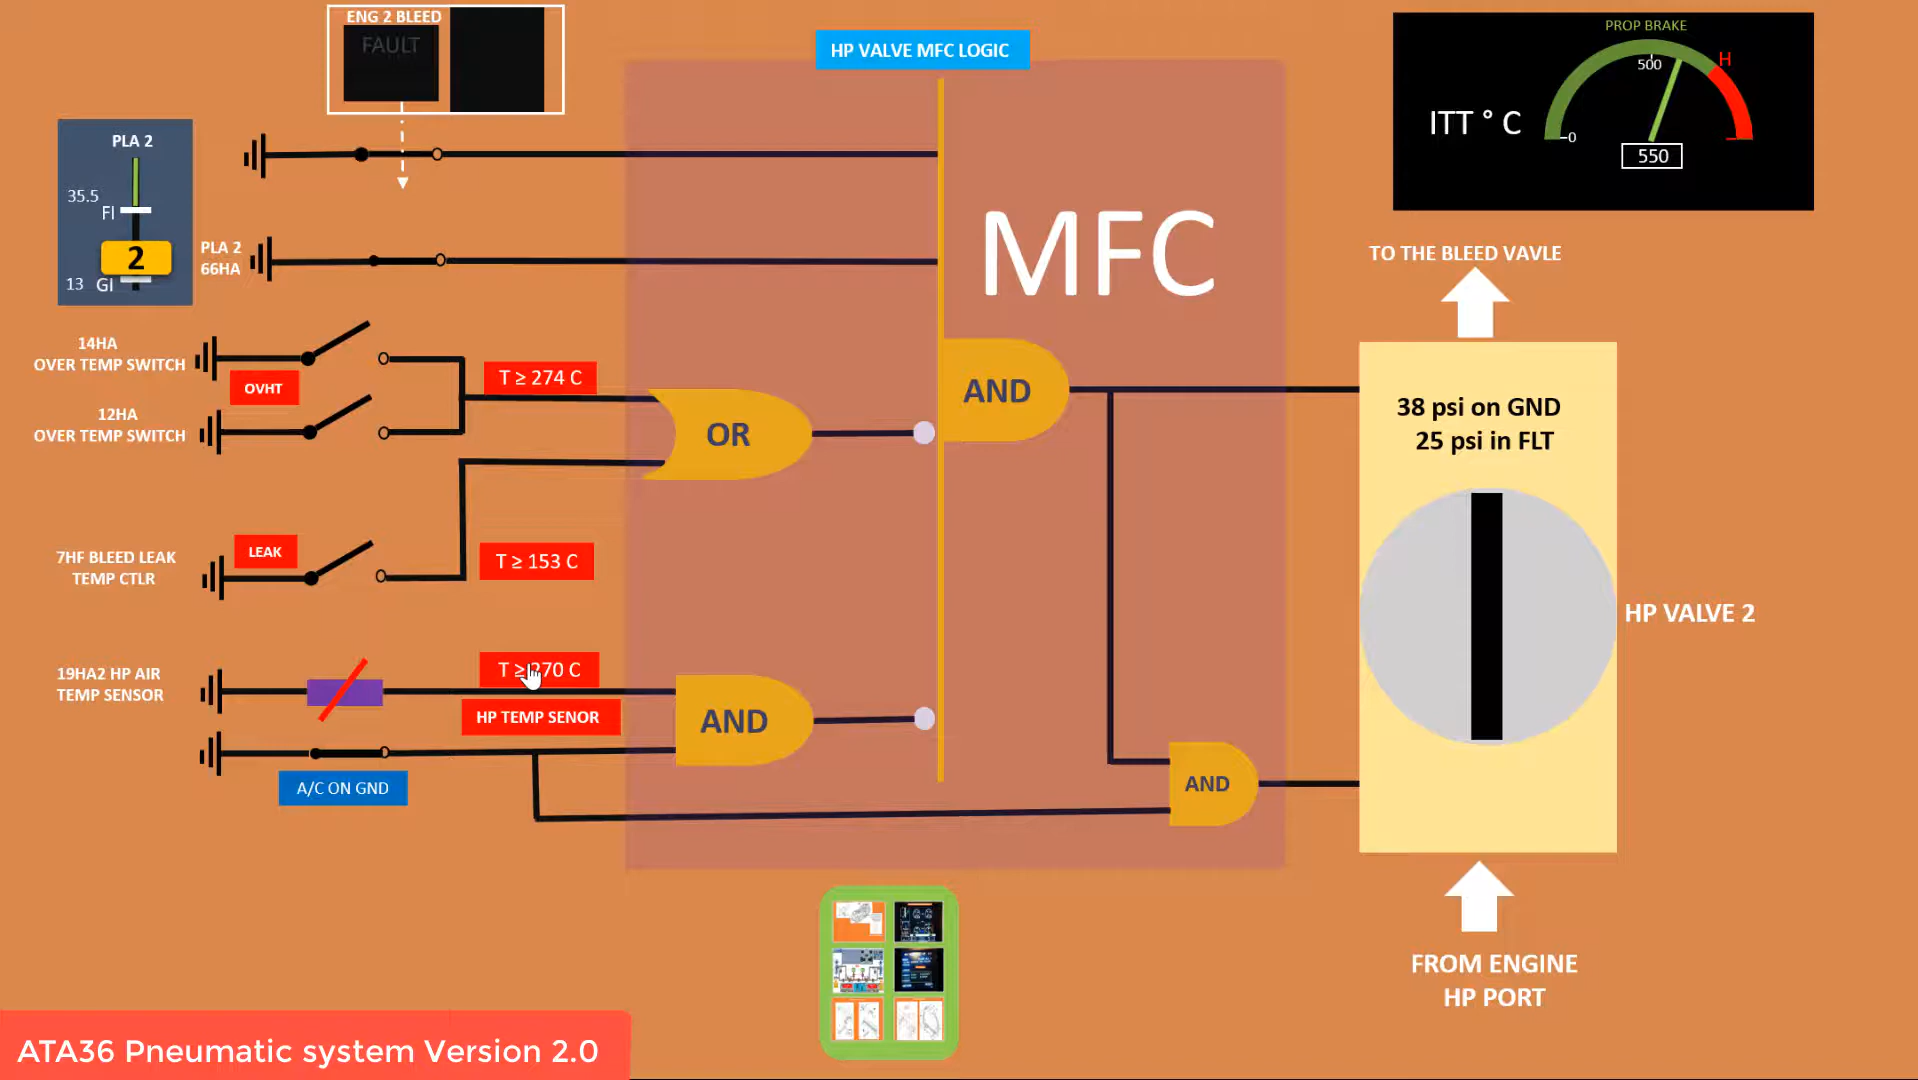 ENG 2 BLEED
FAULT
HP VALVE MFC LOGIC
PROP BRAKE
500
H
ITT ° C
0
550
PLA 2
35.5
FI
2
13 GI
PLA 2
66HA
MFC
TO THE BLEED VAVLE
14HA
OVER TEMP SWITCH
OVHT
T ≥ 274 C
12HA
OVER TEMP SWITCH
OR
AND
38 psi on GND
25 psi in FLT
LEAK
7HF BLEED LEAK
TEMP CTLR
T ≥ 153 C
HP VALVE 2
19HA2 HP AIR
TEMP SENSOR
T ≥ 270 C
HP TEMP SENOR
AND
A/C ON GND
AND
FROM ENGINE
HP PORT
ATA36 Pneumatic system Version 2.0